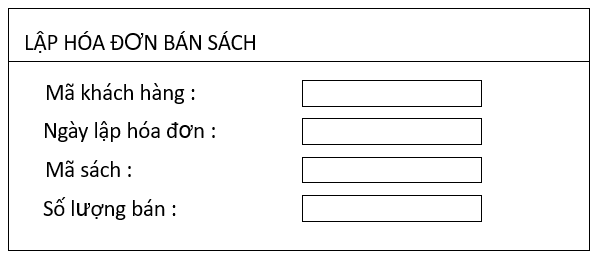 LẬP HÓA ĐƠN BÁN SÁCH
Mã khách hàng :
Ngày lập hóa đơn :
Mã sách :
Số lượng bán :